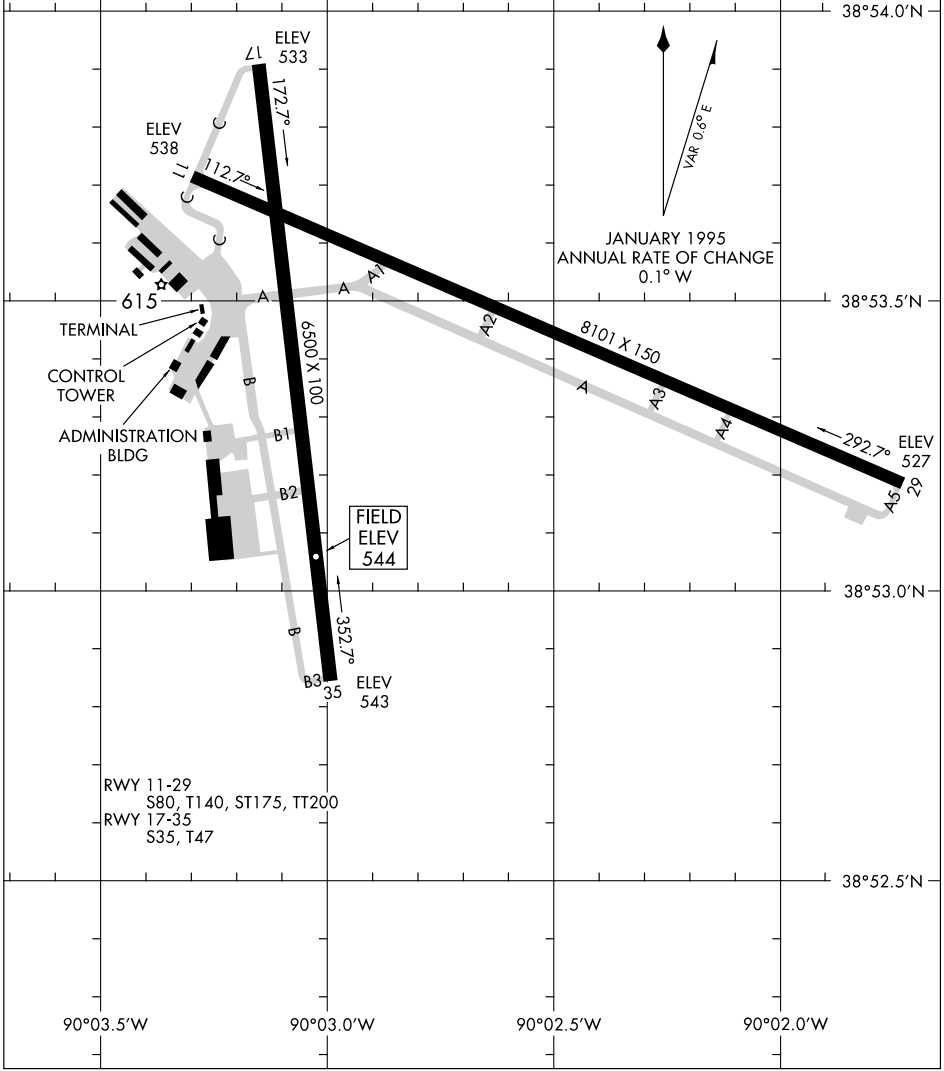 38°54.0'N
ELEV
533
17
172.7°
VAR 0.6° E
C
ELEV
538
11
112.7°
C
JANUARY 1995
ANNUAL RATE OF CHANGE
0.1° W
C
A1
615
A
A
38°53.5'N
TERMINAL
A2
8101 X 150
6500 X 100
CONTROL
TOWER
B
A
A3
A4
ADMINISTRATION
BLDG
B1
292.7°
ELEV
527
29
A5
B2
FIELD
ELEV
544
38°53.0'N
352.7°
B
B3
35
ELEV
543
RWY 11-29
S80, T140, ST175, TT200
RWY 17-35
S35, T47
38°52.5'N
90°03.5'W
90°03.0'W
90°02.5'W
90°02.0'W